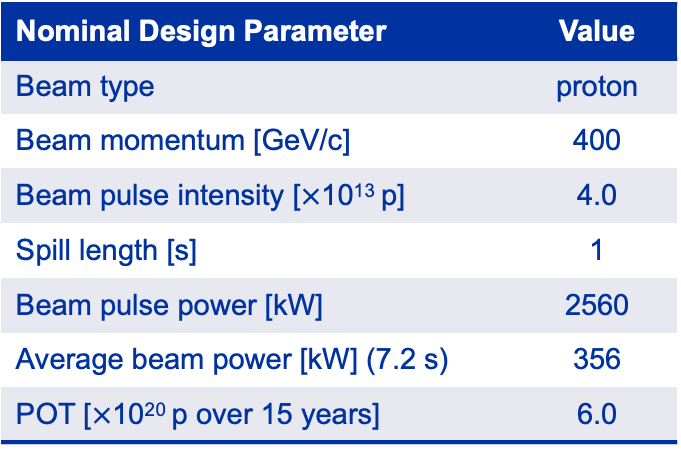 Nominal Design Parameter Value
Beam type proton
Beam momentum [GeV/c] 400
Beam pulse intensity [×10¹³ p] 4.0
Spill length [s] 1
Beam pulse power [kW] 2560
Average beam power [kW] (7.2 s) 356
POT [×10²⁰ p over 15 years] 6.0